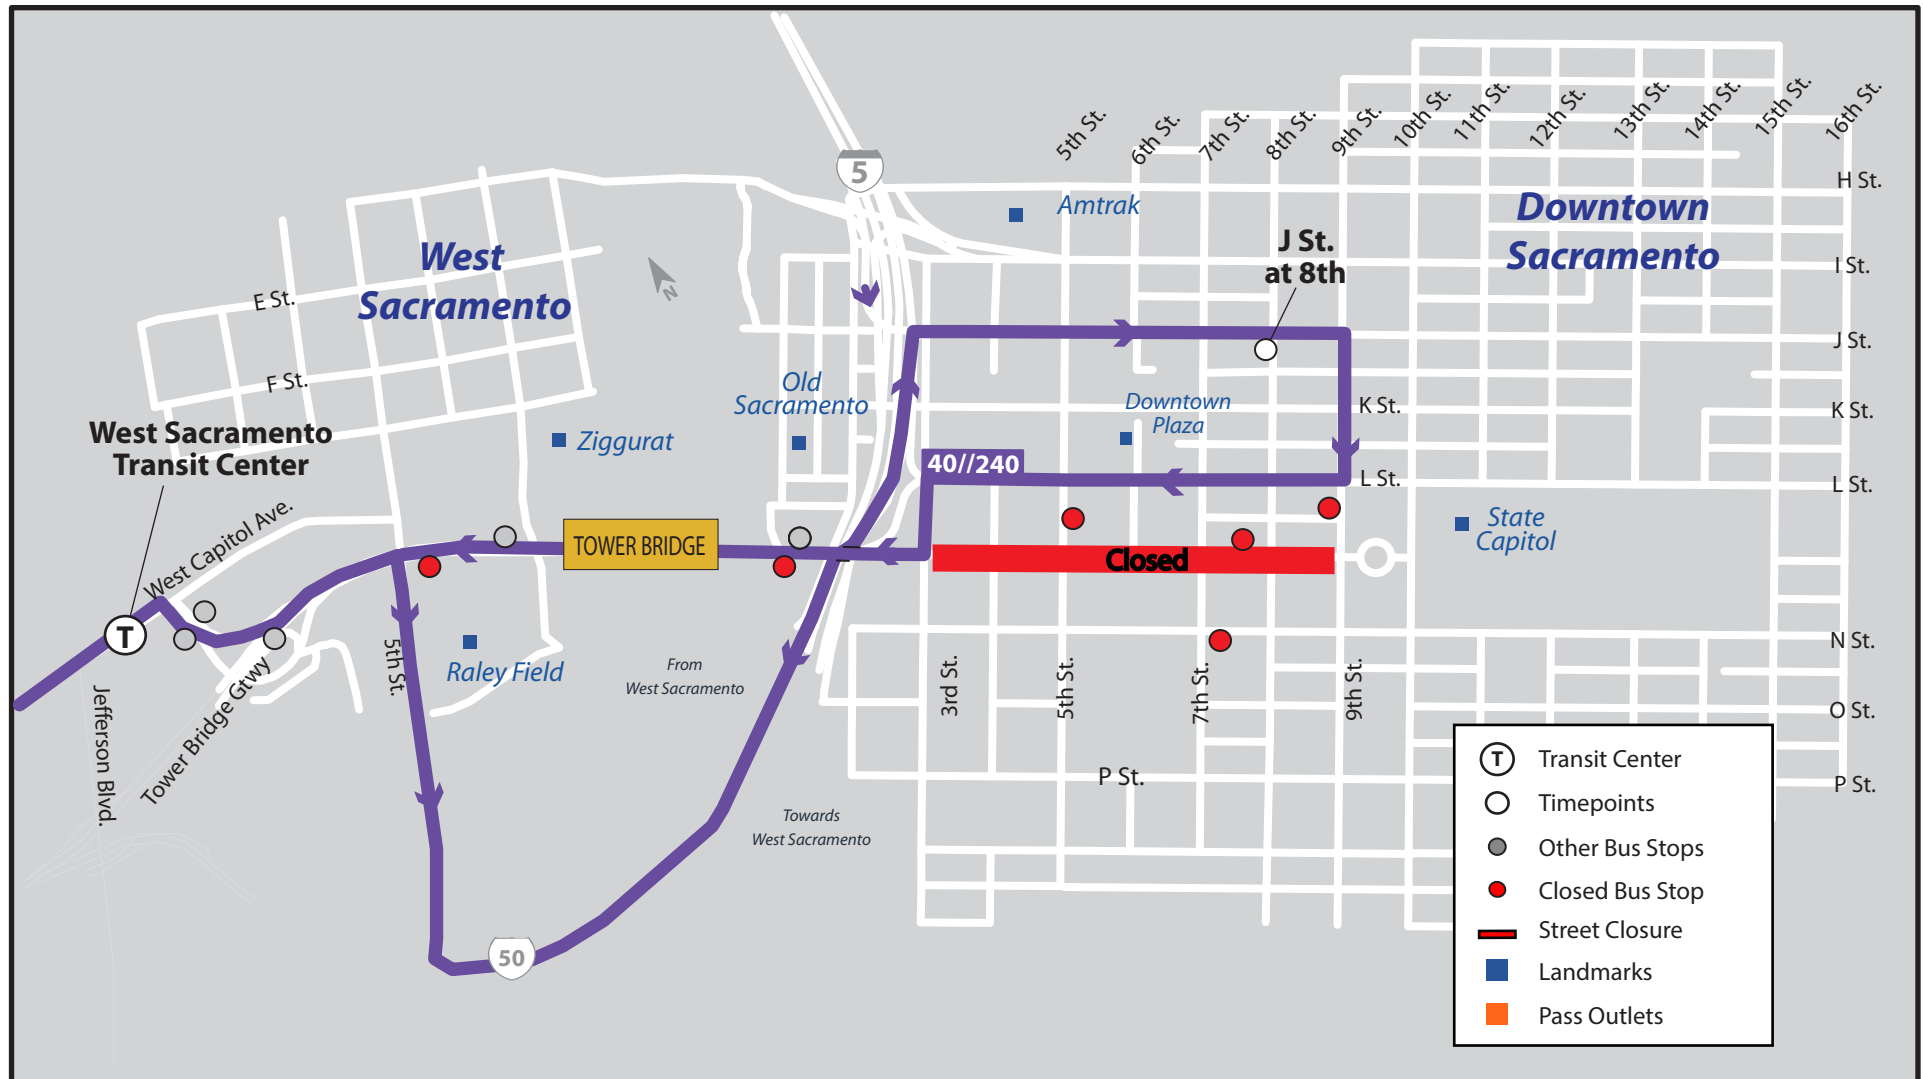 5th St.
6th St.
7th St.
8th St.
9th St.
10th St.
11th St.
12th St.
13th St.
14th St.
15th St.
16th St.
5
H St.
Amtrak
Downtown
Sacramento
J St.
at 8th
I St.
West
Sacramento
N
E St.
J St.
F St.
Old
Sacramento
Downtown
Plaza
K St.
K St.
West Sacramento
Transit Center
Ziggurat
40//240
L St.
L St.
West Capitol Ave.
TOWER BRIDGE
Closed
State
Capitol
T
5th St.
Raley Field
From
West Sacramento
3rd St.
5th St.
7th St.
9th St.
N St.
O St.
Jefferson Blvd.
Tower Bridge Gtwy
P St.
P St.
Towards
West Sacramento
50
T
Transit Center
Timepoints
Other Bus Stops
Closed Bus Stop
Street Closure
Landmarks
Pass Outlets